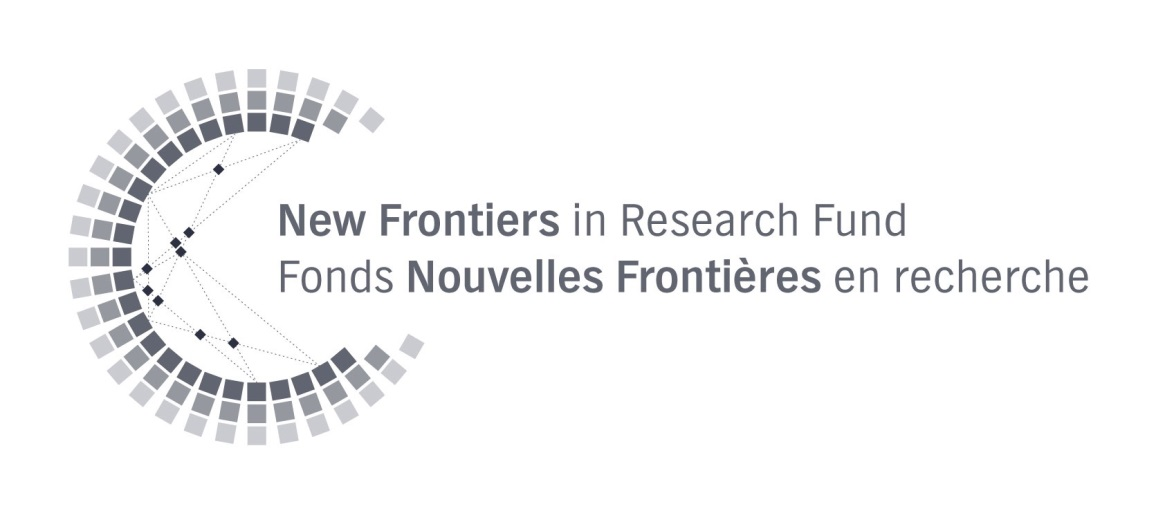 New Frontiers in Research Fund
Fonds Nouvelles Frontières en recherche